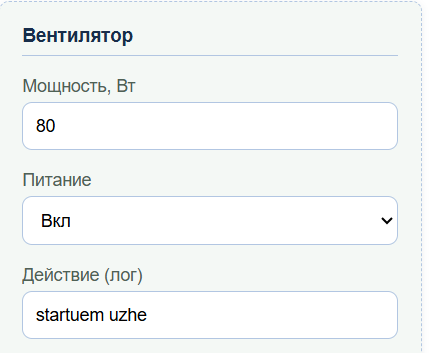 Вентилятор
Мощность, Вт
80
Питание
Вкл
Действие (лог)
startuem uzhe